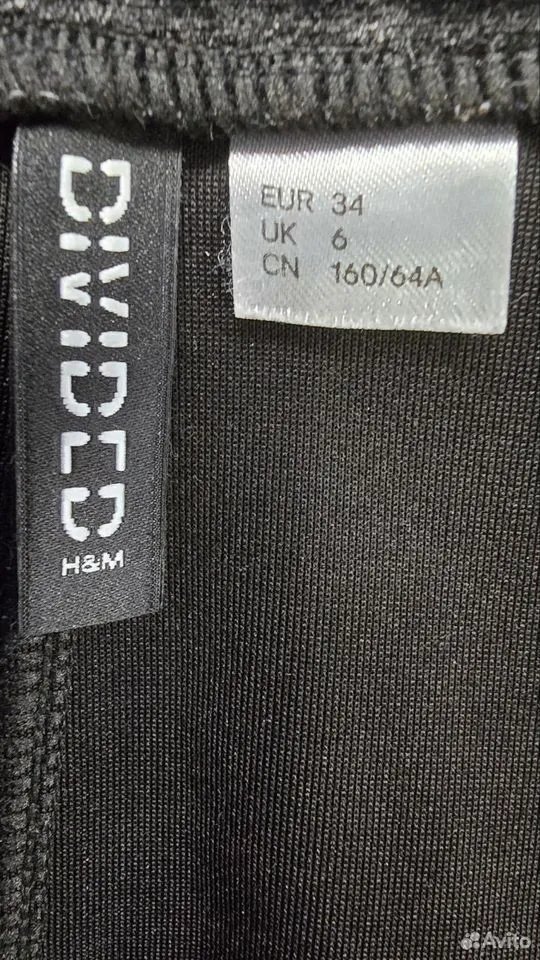 DIVIDED
H&M
EUR 34
UK 6
CN 160/64A
Avito